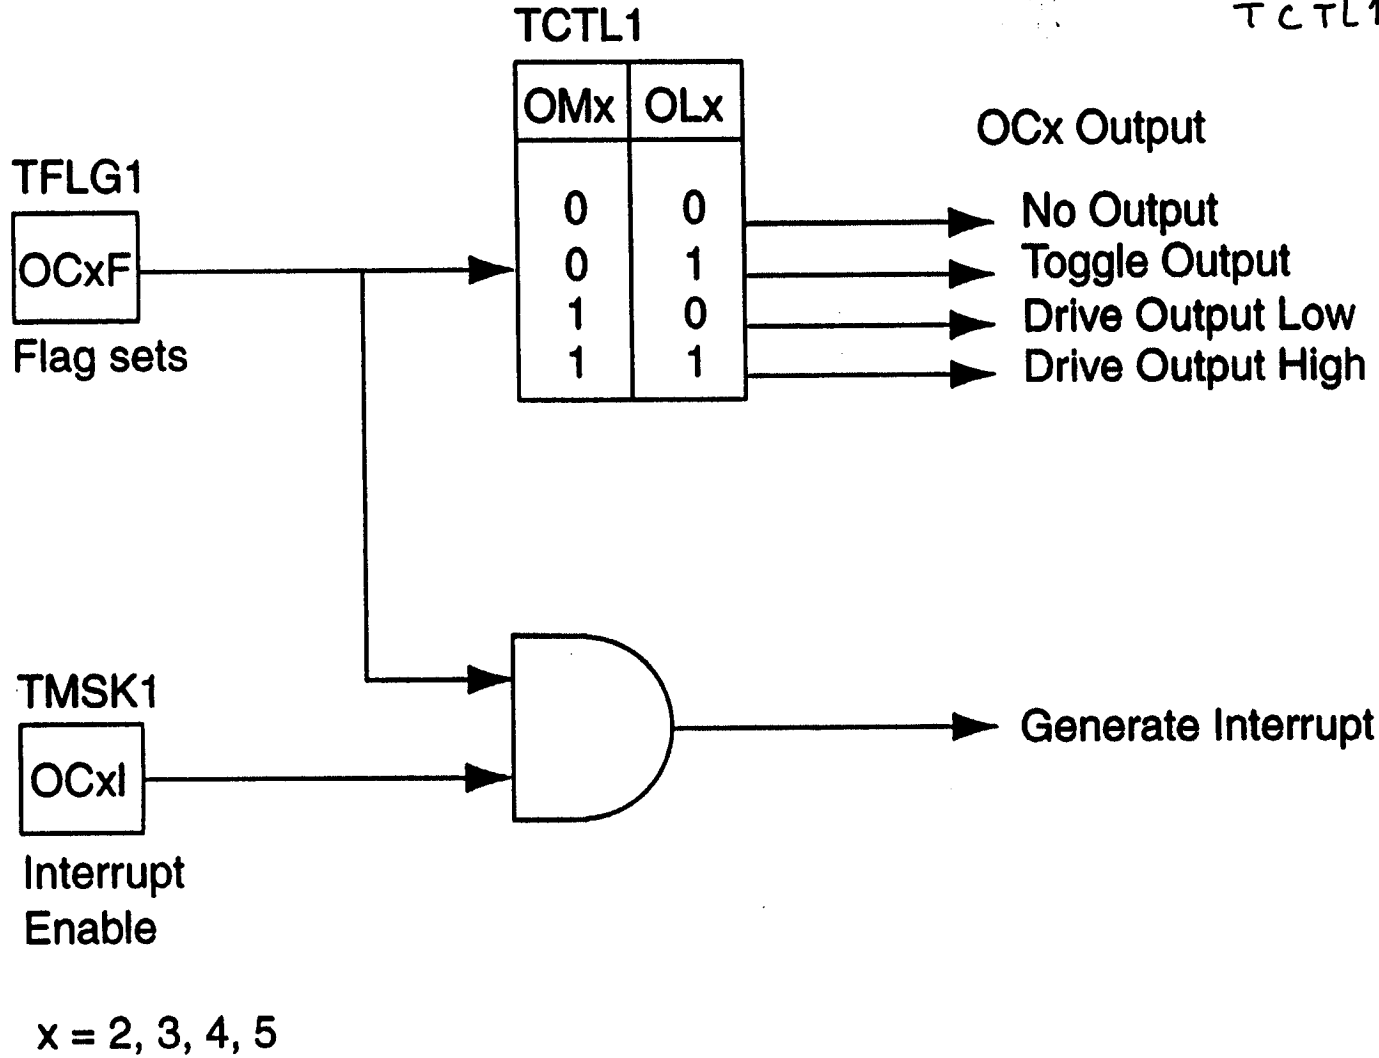 TCTL1
TCTL1
OMx OLx
OCx Output
TFLG1
OCxF
Flag sets
0 0 No Output
0 1 Toggle Output
1 0 Drive Output Low
1 1 Drive Output High
TMSK1
OCxI
Interrupt
Enable
Generate Interrupt
x = 2, 3, 4, 5